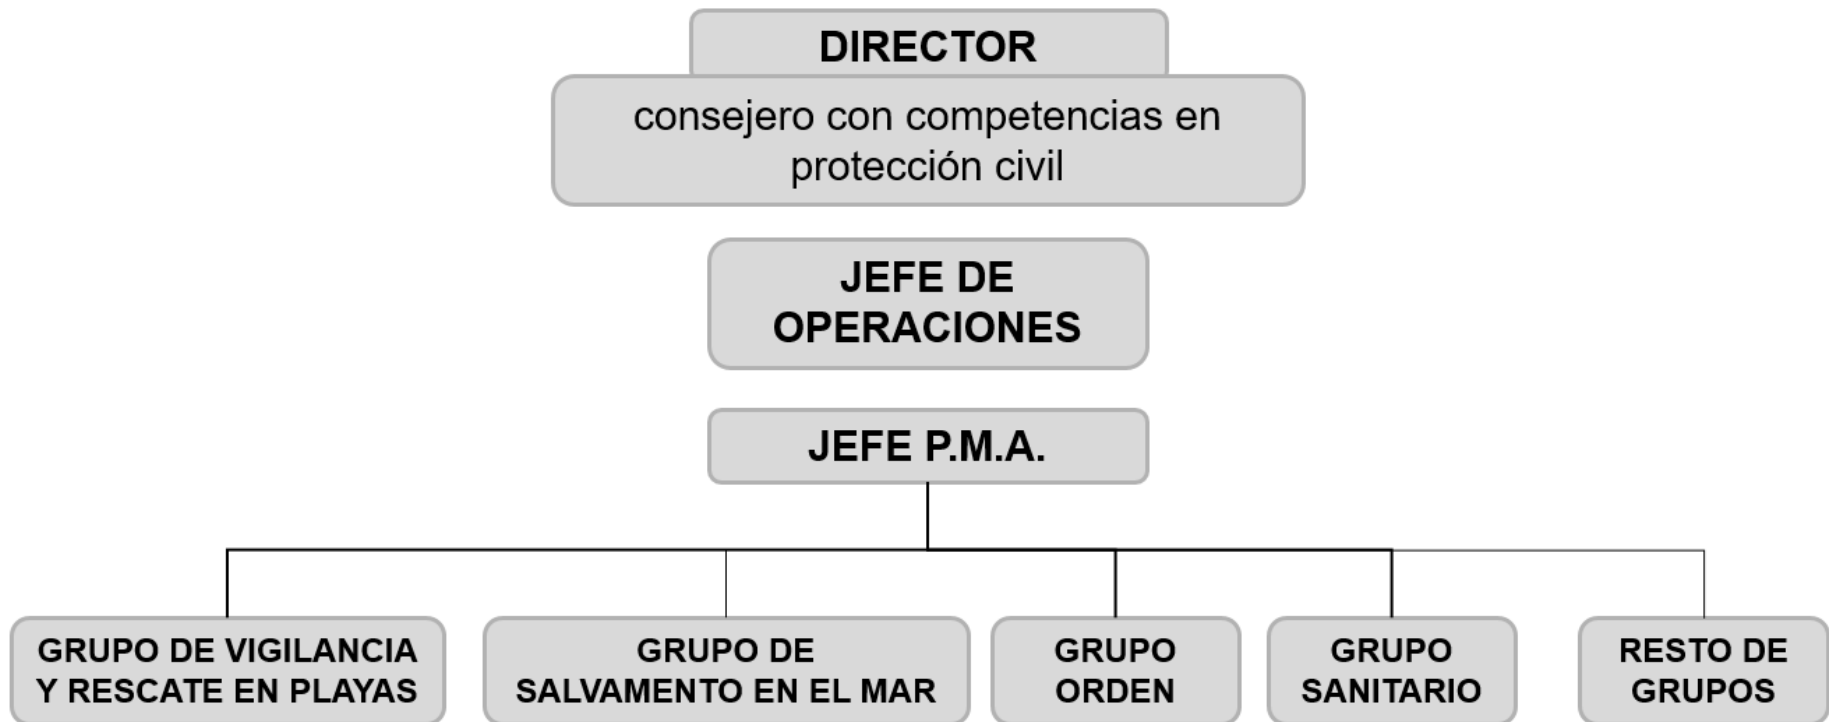 DIRECTOR
consejero con competencias en
protección civil
JEFE DE
OPERACIONES
JEFE P.M.A.
GRUPO DE VIGILANCIA
Y RESCATE EN PLAYAS
GRUPO DE
SALVAMENTO EN EL MAR
GRUPO
ORDEN
GRUPO
SANITARIO
RESTO DE
GRUPOS